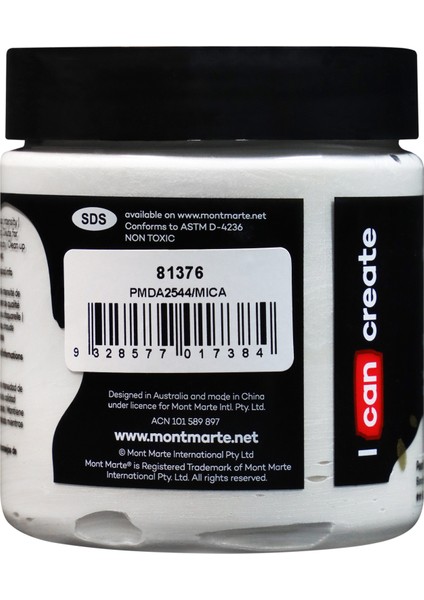 SDS
available on www.montmarte.net
Conforms to ASTM D-4236
NON TOXIC
81376
PMDA2544/MICA
9 328577 017384
Designed in Australia and made in China
under licence for Mont Marte Intl. Pty. Ltd.
ACN 101 589 897
www.montmarte.net
© Mont Marte International Pty Ltd
Mont Marte® is Registered Trademark of Mont Marte
International Pty. Ltd. All rights reserved.
I can create